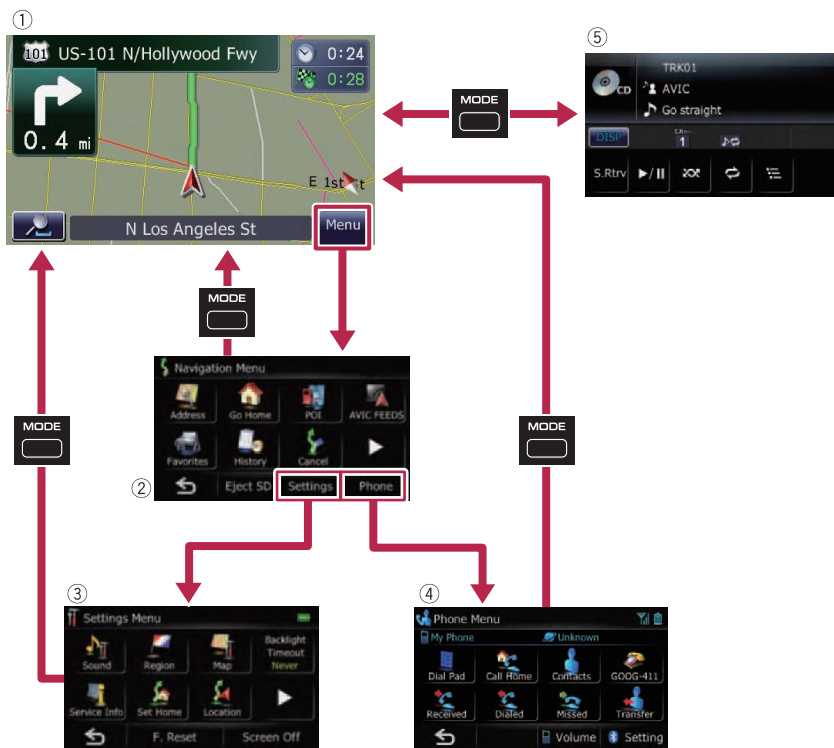 ①
101 US-101 N/Hollywood Fwy
0:24
0:28
0.4 mi
E 1st t
N Los Angeles St
Menu
MODE
⑤
TRK01
CD
AVIC
Go straight
DISP
1
S.Rtrv
MODE
Navigation Menu
Address
Go Home
POI
AVIC FEEDS
Favorites
History
Cancel
②
Eject SD
Settings
Phone
MODE
MODE
③
Settings Menu
Sound
Region
Map
Backlight
Timeout
Never
Service Info
Set Home
Location
F. Reset
Screen Off
④
Phone Menu
My Phone
Unknown
Dial Pad
Call Home
Contacts
GOOG-411
Received
Dialed
Missed
Transfer
Volume
Setting